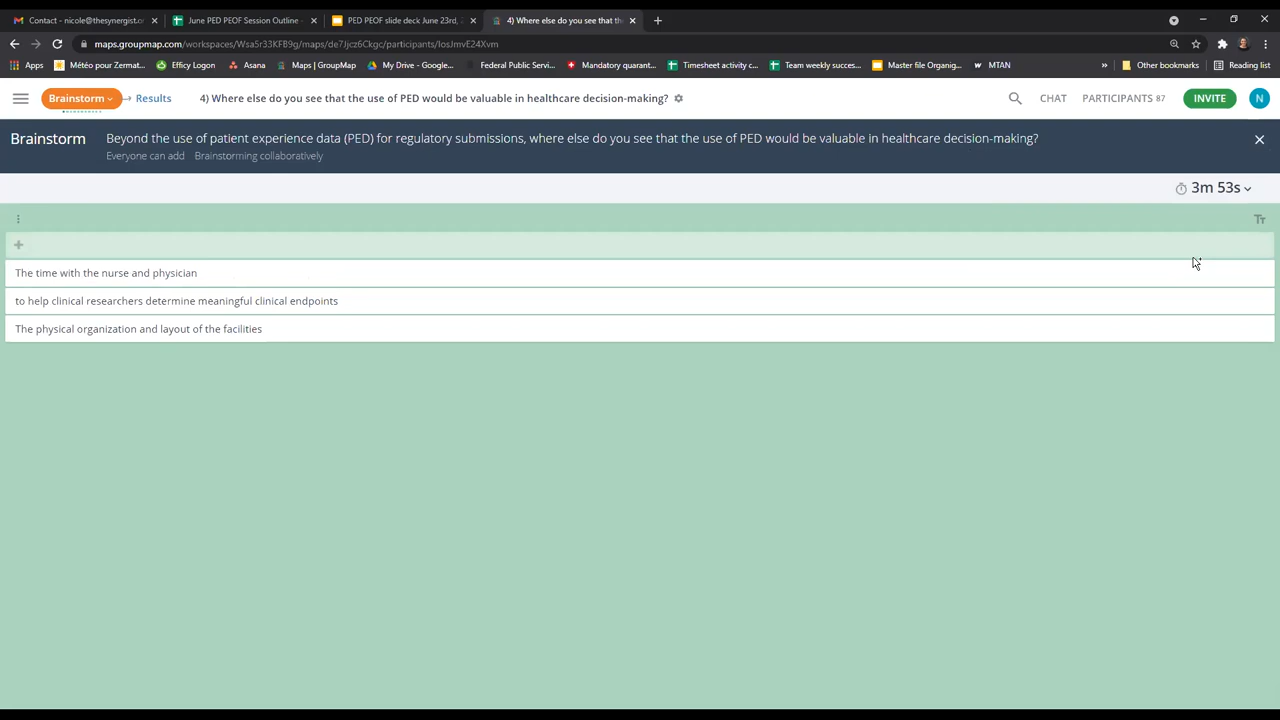 Contact - nicole@thesynergist.or
June PED PEOF Session Outline -
PED PEOF slide deck June 23rd, 2
4) Where else do you see that the
maps.groupmap.com/workspaces/Wsa5r33KFB9g/maps/de7Jjcz6Ckgc/participants/IosJmvE24Xvm
Apps Météo pour Zermat... Efficy Logon Asana Maps | GroupMap My Drive - Google... Federal Public Servi... Mandatory quarant... Timesheet activity c... Team weekly succes... Master file Organig... MTAN » Other bookmarks Reading list
Brainstorm Results 4) Where else do you see that the use of PED would be valuable in healthcare decision-making? CHAT PARTICIPANTS 87 INVITE N
Brainstorm Beyond the use of patient experience data (PED) for regulatory submissions, where else do you see that the use of PED would be valuable in healthcare decision-making?
Everyone can add Brainstorming collaboratively
3m 53s
Tт
The time with the nurse and physician
to help clinical researchers determine meaningful clinical endpoints
The physical organization and layout of the facilities